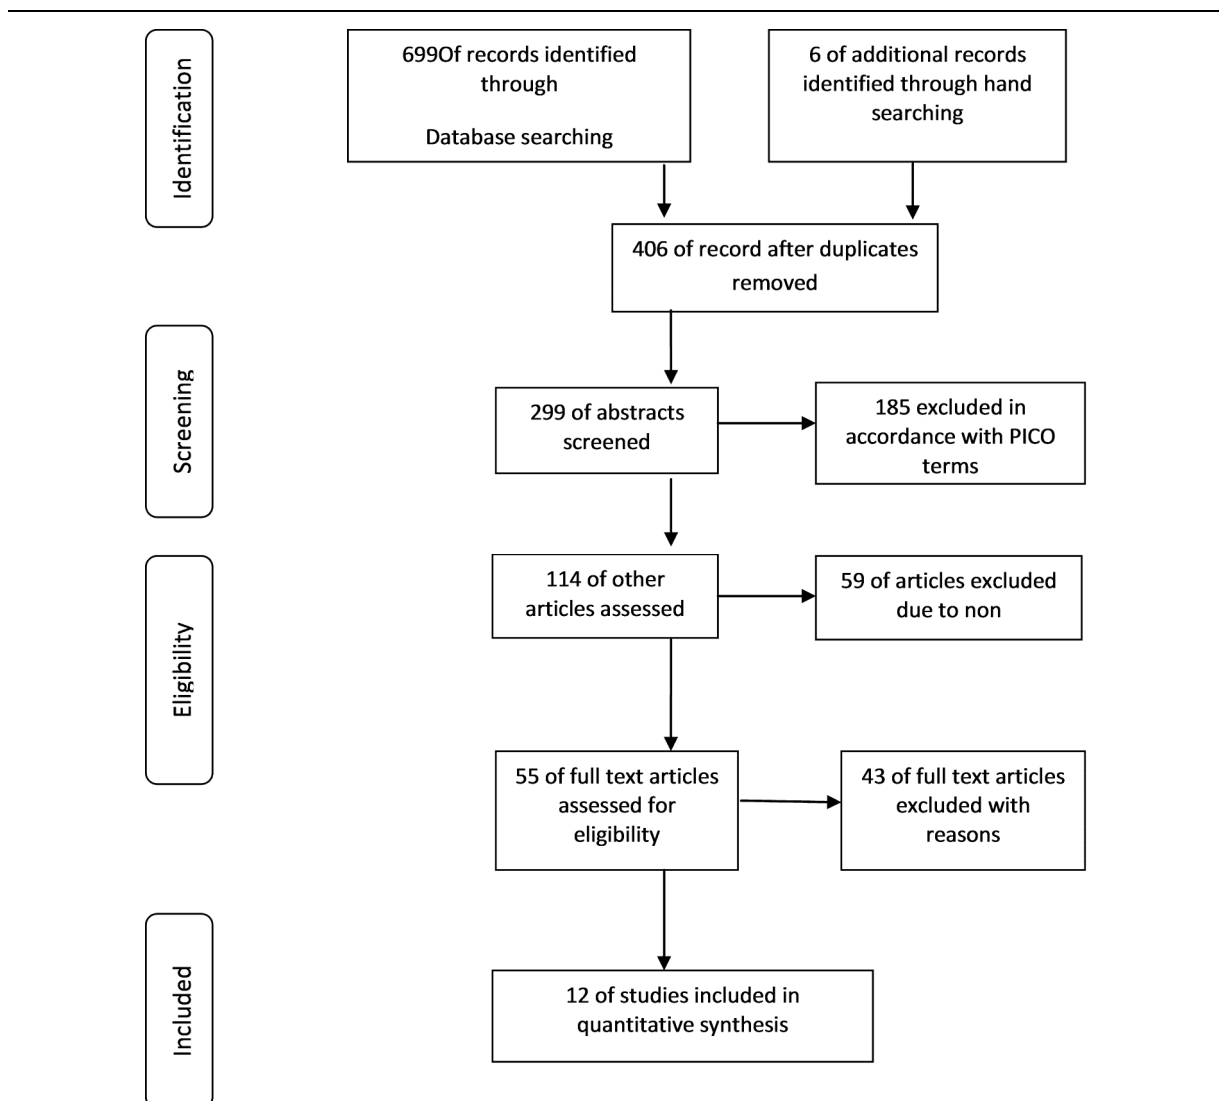 Identification
699Of records identified
through
Database searching
6 of additional records
identified through hand
searching
406 of record after duplicates
removed
Screening
299 of abstracts
screened
185 excluded in
accordance with PICO
terms
Eligibility
114 of other
articles assessed
59 of articles excluded
due to non
55 of full text articles
assessed for
eligibility
43 of full text articles
excluded with
reasons
Included
12 of studies included in
quantitative synthesis